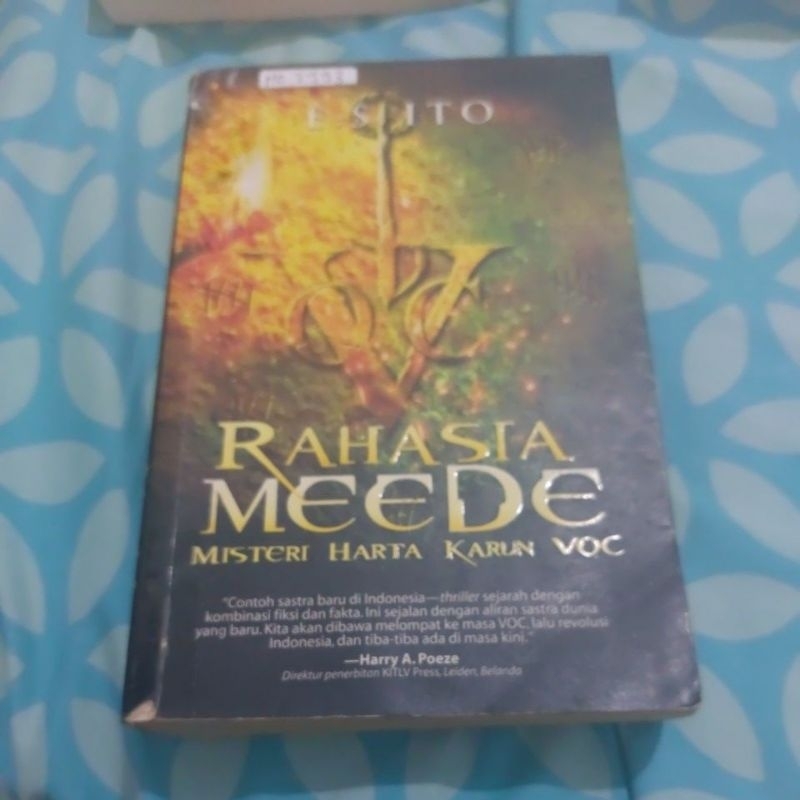 E S ITO
VOC
RAHASIA
MEEDE
MISTERI HARTA KARUN VOC
"Contoh sastra baru di Indonesia—thriller sejarah dengan
kombinasi fiksi dan fakta. Ini sejalan dengan aliran sastra dunia
yang baru. Kita akan dibawa melompat ke masa VOC, lalu revolusi
Indonesia, dan tiba-tiba ada di masa kini."
—Harry A. Poeze
Direktur penerbitan KITLV Press, Leiden, Belanda